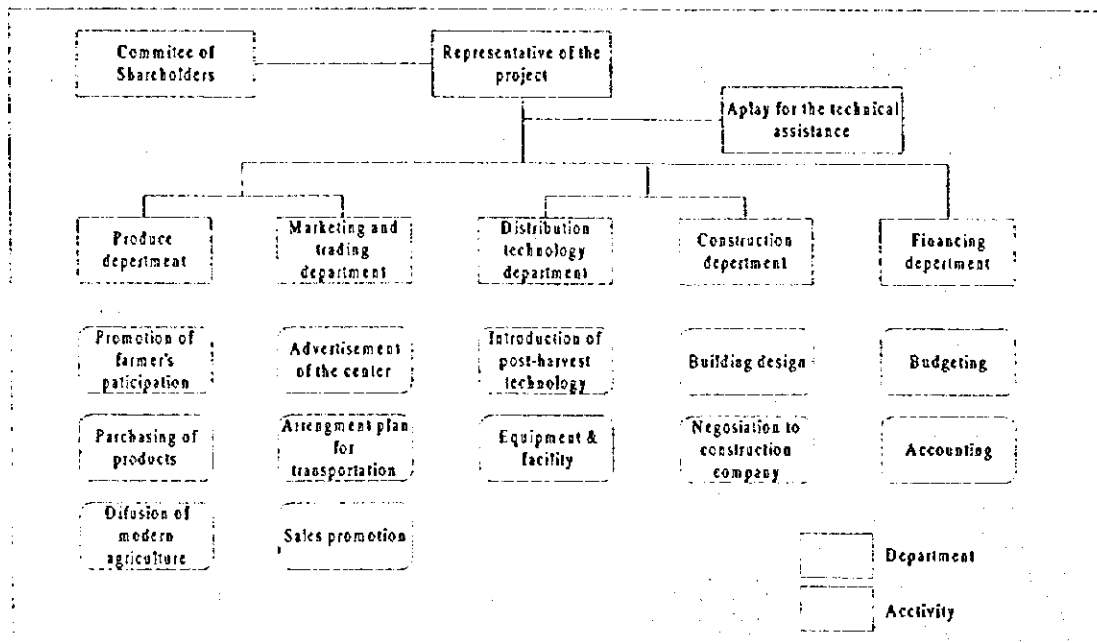 Commitee of
Shareholders
Representative of the
project
Aplay for the technical
assistance
Produce
depertment
Marketing and
trading
department
Distribution
technology
department
Construction
depertment
Financing
depertment
Promotion of
farmer's
paticipation
Advertisement
of the center
Introduction of
post-harvest
technology
Building design
Budgeting
Parchasing of
products
Arrengment plan
for
transportation
Equipment &
facility
Negosiation to
construction
company
Accounting
Difusion of
modern
agriculture
Sales promotion
Department
Acctivity